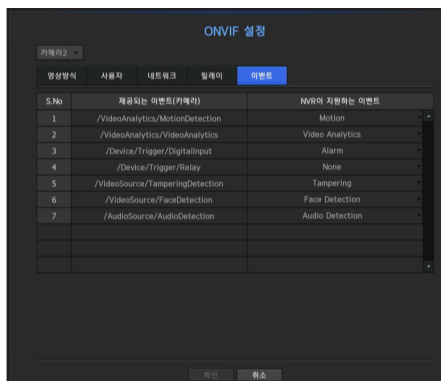 ONVIF 설정
카메라2
영상방식 사용자 네트워크 릴레이 이벤트
S.No 제공되는 이벤트(카메라) NVR이 지원하는 이벤트
1 /VideoAnalytics/MotionDetection Motion
2 /VideoAnalytics/VideoAnalytics Video Analytics
3 /Device/Trigger/DigitalInput Alarm
4 /Device/Trigger/Relay None
5 /VideoSource/TamperingDetection Tampering
6 /VideoSource/FaceDetection Face Detection
7 /AudioSource/AudioDetection Audio Detection
확인 취소